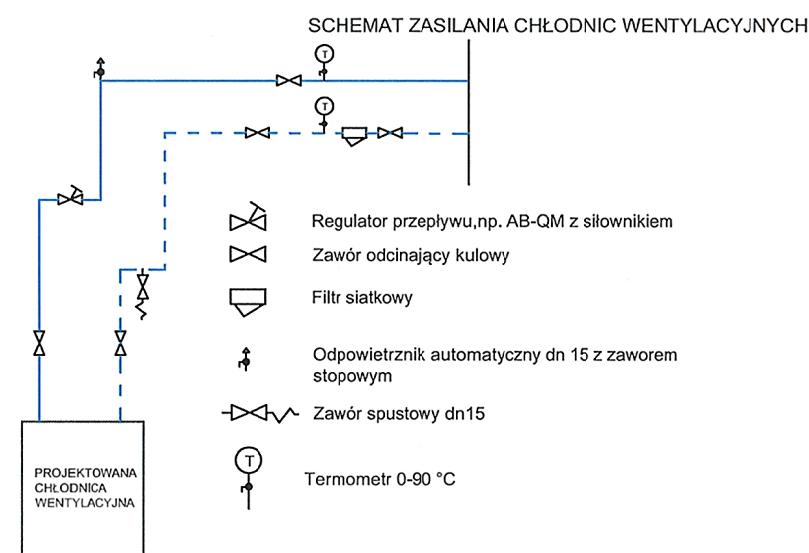 SCHEMAT ZASILANIA CHŁODNIC WENTYLACYJNYCH
T
T
Regulator przepływu,np. AB-QM z siłownikiem
Zawór odcinający kulowy
Filtr siatkowy
Odpowietrznik automatyczny dn 15 z zaworem
stopowym
Zawór spustowy dn15
T
Termometr 0-90 °C
PROJEKTOWANA
CHŁODNICA
WENTYLACYJNA